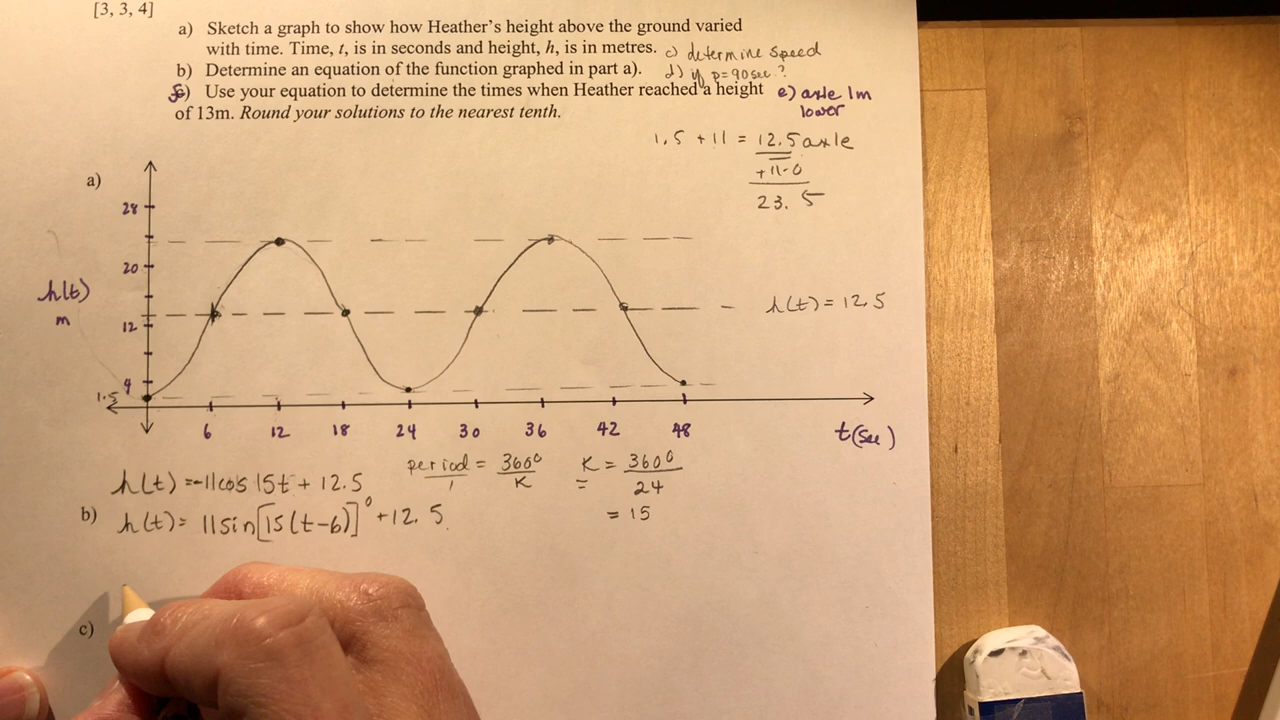 [3, 3, 4]
a) Sketch a graph to show how Heather's height above the ground varied
with time. Time, t, is in seconds and height, h, is in metres. c) determine speed
b) Determine an equation of the function graphed in part a). d) if p=90sec?
f) Use your equation to determine the times when Heather reached a height e) axle 1m
lower
of 13m. Round your solutions to the nearest tenth.
1.5 + 11 = 12.5 axle
+11.0
23.5
a)
28
20
h(t)
m
12
4
1.5
h(t) = 12.5
6 12 18 24 30 36 42 48
t(sec)
period = 360° K = 360°
1 K 24
= 15
h(t) = -11cos 15t + 12.5
b) h(t) = 11sin[15(t-6)]° + 12.5
c)